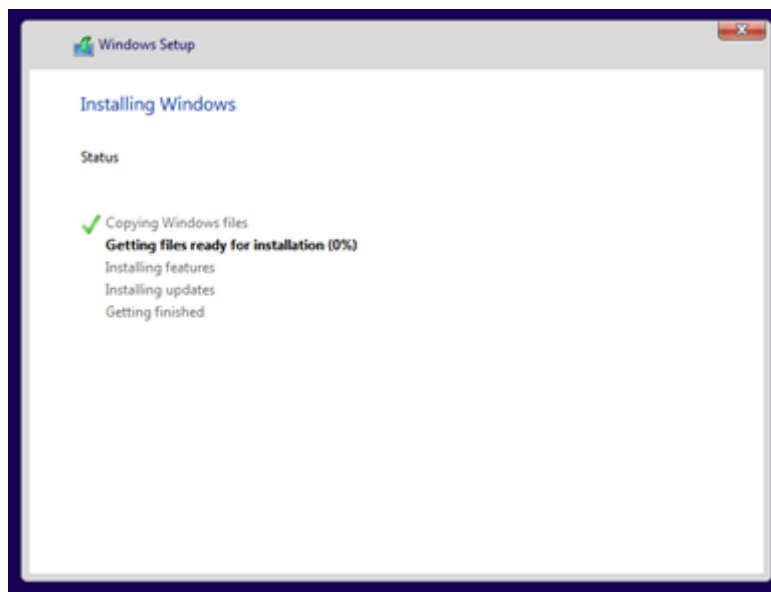 Windows Setup
Installing Windows
Status
Copying Windows files
Getting files ready for installation (0%)
Installing features
Installing updates
Getting finished